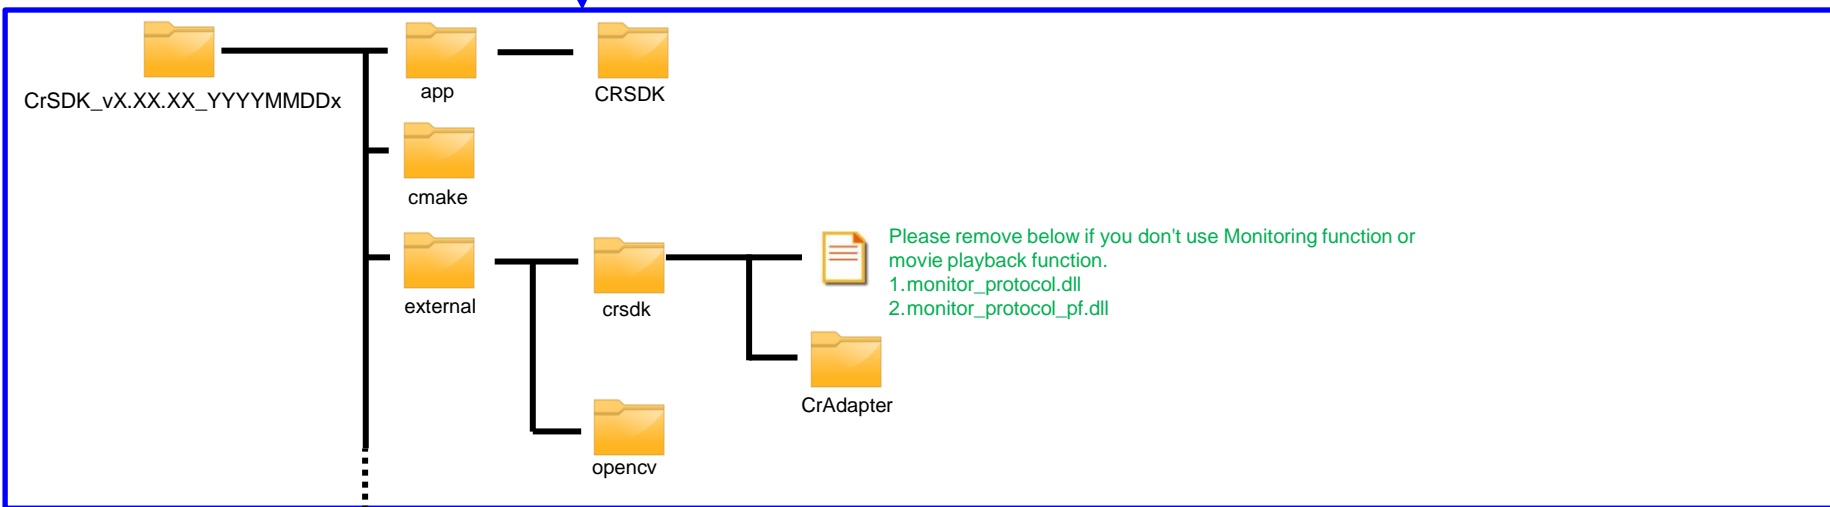 CrSDK_vX.XX.XX_YYYYMMDDx
app
CRSDK
cmake
external
crsdk
Please remove below if you don't use Monitoring function or
movie playback function.
1.monitor_protocol.dll
2.monitor_protocol_pf.dll
CrAdapter
opencv